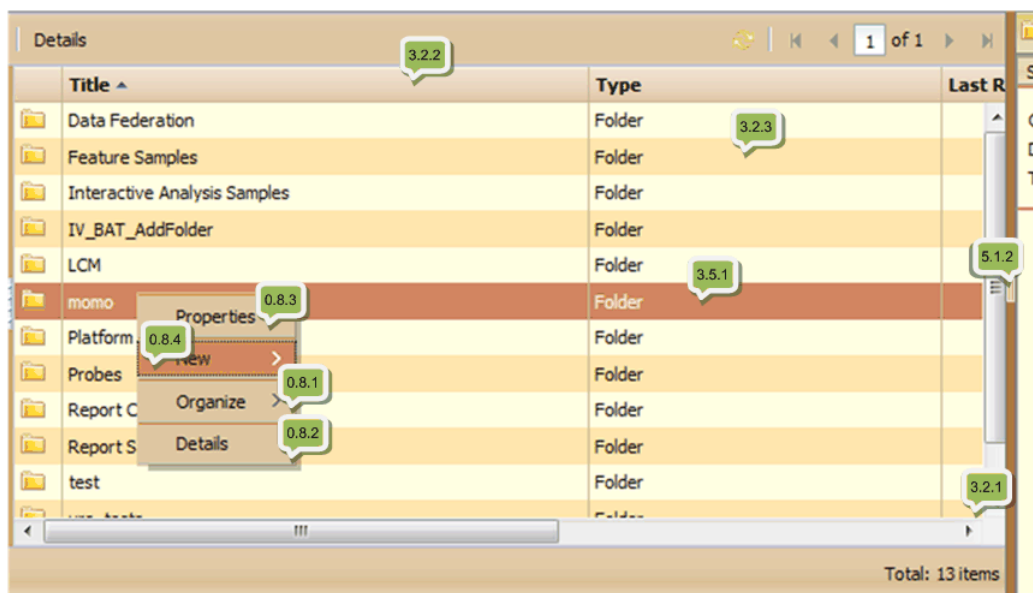 Details 1 of 1
3.2.2
Title Type Last R
Data Federation Folder
3.2.3
Feature Samples Folder
Interactive Analysis Samples Folder
IV_BAT_AddFolder Folder
LCM Folder
5.1.2
3.5.1
momo Folder
0.8.3
Properties
Platform Folder
0.8.4
New
Probes Folder
0.8.1
Report C Organize Folder
0.8.2
Report S Details Folder
test Folder
3.2.1
Total: 13 items